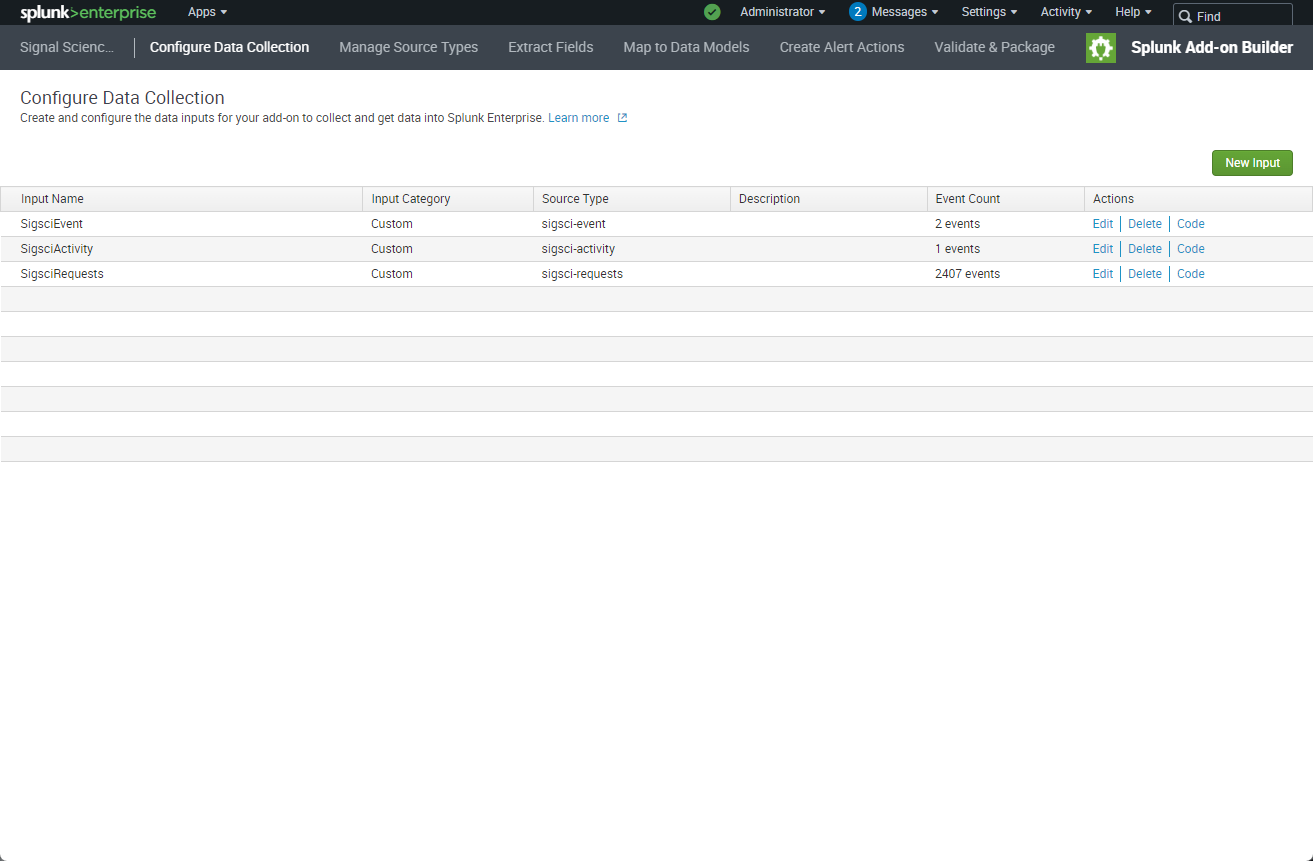 splunk>enterprise Apps Administrator 2 Messages Settings Activity Help Find
Signal Scienc... Configure Data Collection Manage Source Types Extract Fields Map to Data Models Create Alert Actions Validate & Package Splunk Add-on Builder
Configure Data Collection
Create and configure the data inputs for your add-on to collect and get data into Splunk Enterprise. Learn more
New Input
Input Name Input Category Source Type Description Event Count Actions
SigsciEvent Custom sigsci-event 2 events Edit Delete Code
SigsciActivity Custom sigsci-activity 1 events Edit Delete Code
SigsciRequests Custom sigsci-requests 2407 events Edit Delete Code